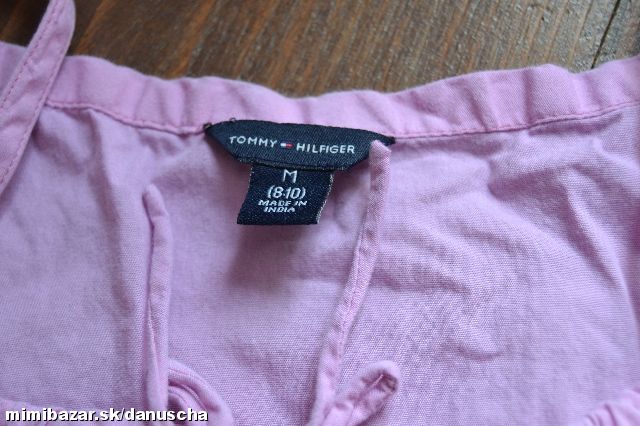 TOMMY HILFIGER
M
(8-10)
MADE IN
INDIA
mimibazar.sk/danuscha